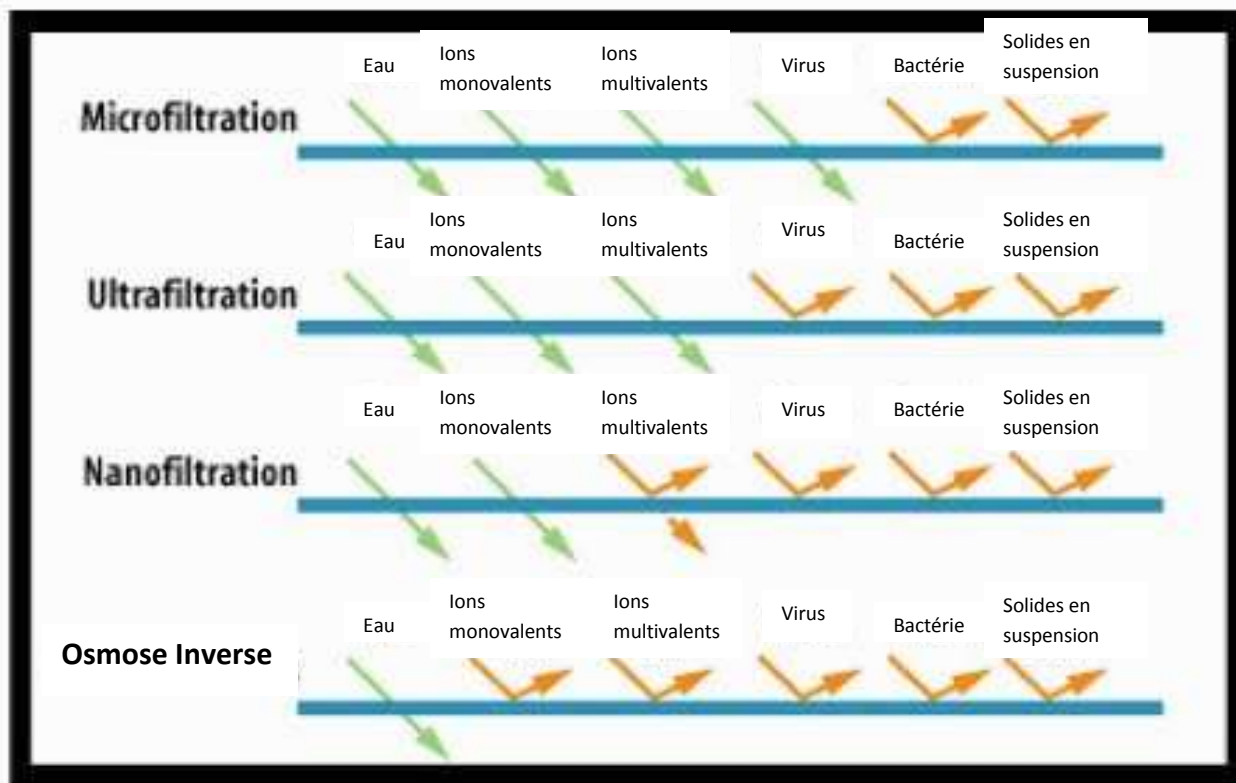 Eau Ions monovalents Ions multivalents Virus Bactérie Solides en suspension
Microfiltration
Eau Ions monovalents Ions multivalents Virus Bactérie Solides en suspension
Ultrafiltration
Eau Ions monovalents Ions multivalents Virus Bactérie Solides en suspension
Nanofiltration
Eau Ions monovalents Ions multivalents Virus Bactérie Solides en suspension
Osmose Inverse